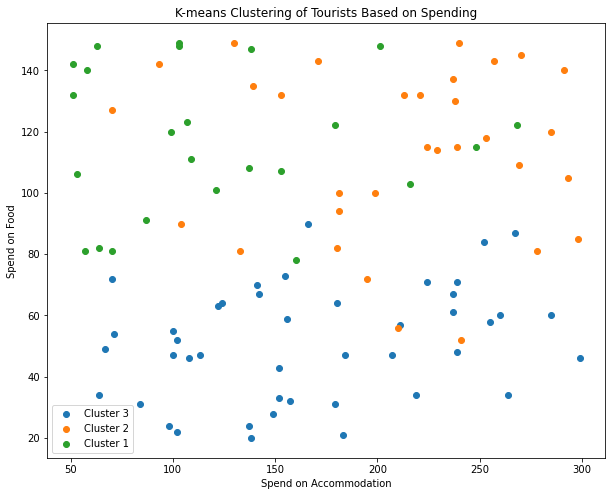 K-means Clustering of Tourists Based on Spending
Spend on Food
140
120
100
80
60
40
20
Cluster 3
Cluster 2
Cluster 1
50
100
150
200
250
300
Spend on Accommodation